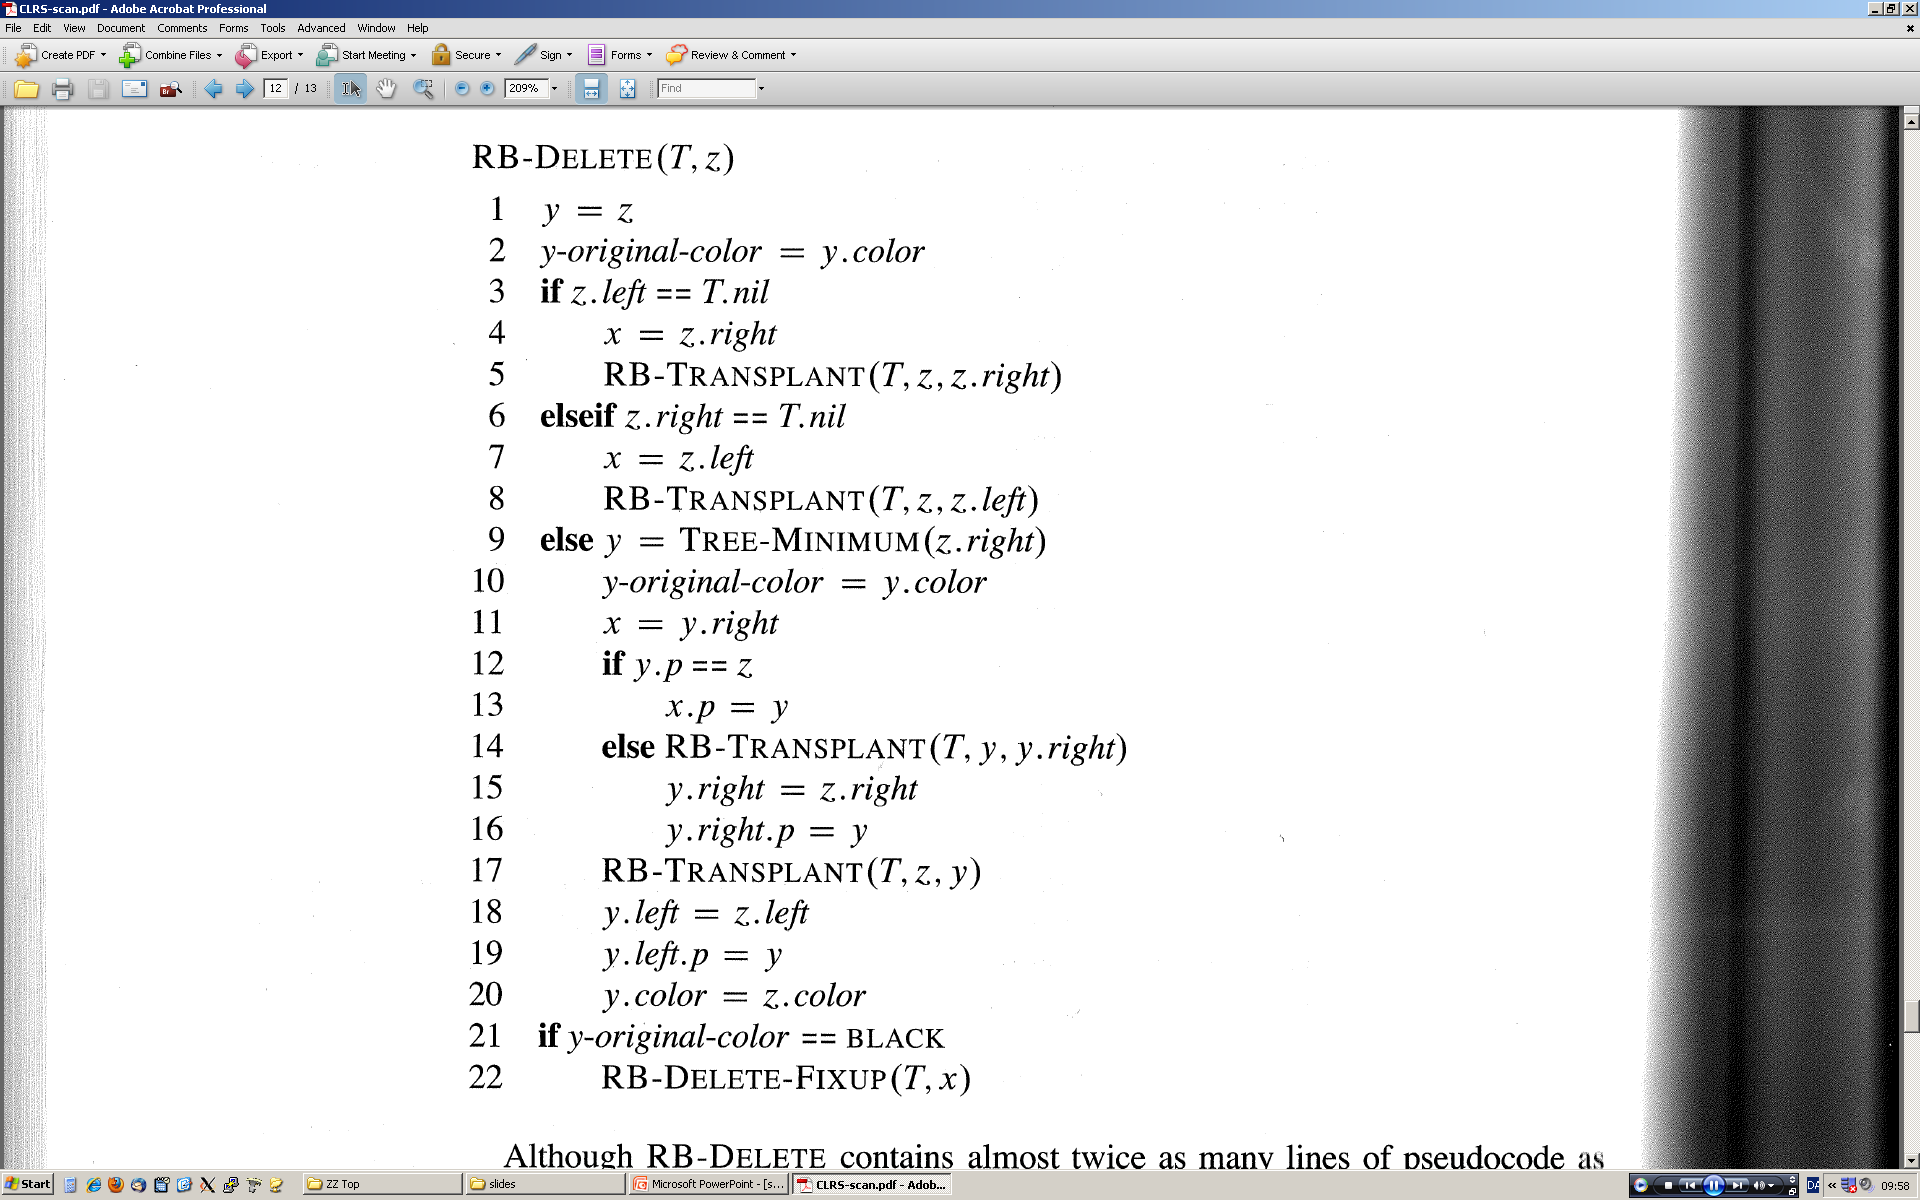 CLRS-scan.pdf - Adobe Acrobat Professional
File Edit View Document Comments Forms Tools Advanced Window Help
Create PDF Combine Files Export Start Meeting Secure Sign Forms Review & Comment
12 / 13 209% Find
RB-DELETE(T, z)
1 y = z
2 y-original-color = y.color
3 if z.left == T.nil
4 x = z.right
5 RB-TRANSPLANT(T, z, z.right)
6 elseif z.right == T.nil
7 x = z.left
8 RB-TRANSPLANT(T, z, z.left)
9 else y = TREE-MINIMUM(z.right)
10 y-original-color = y.color
11 x = y.right
12 if y.p == z
13 x.p = y
14 else RB-TRANSPLANT(T, y, y.right)
15 y.right = z.right
16 y.right.p = y
17 RB-TRANSPLANT(T, z, y)
18 y.left = z.left
19 y.left.p = y
20 y.color = z.color
21 if y-original-color == BLACK
22 RB-DELETE-FIXUP(T, x)
Although RB-DELETE contains almost twice as many lines of pseudocode as
Start ZZ Top slides Microsoft PowerPoint - [s... CLRS-scan.pdf - Adob... DA 09:58